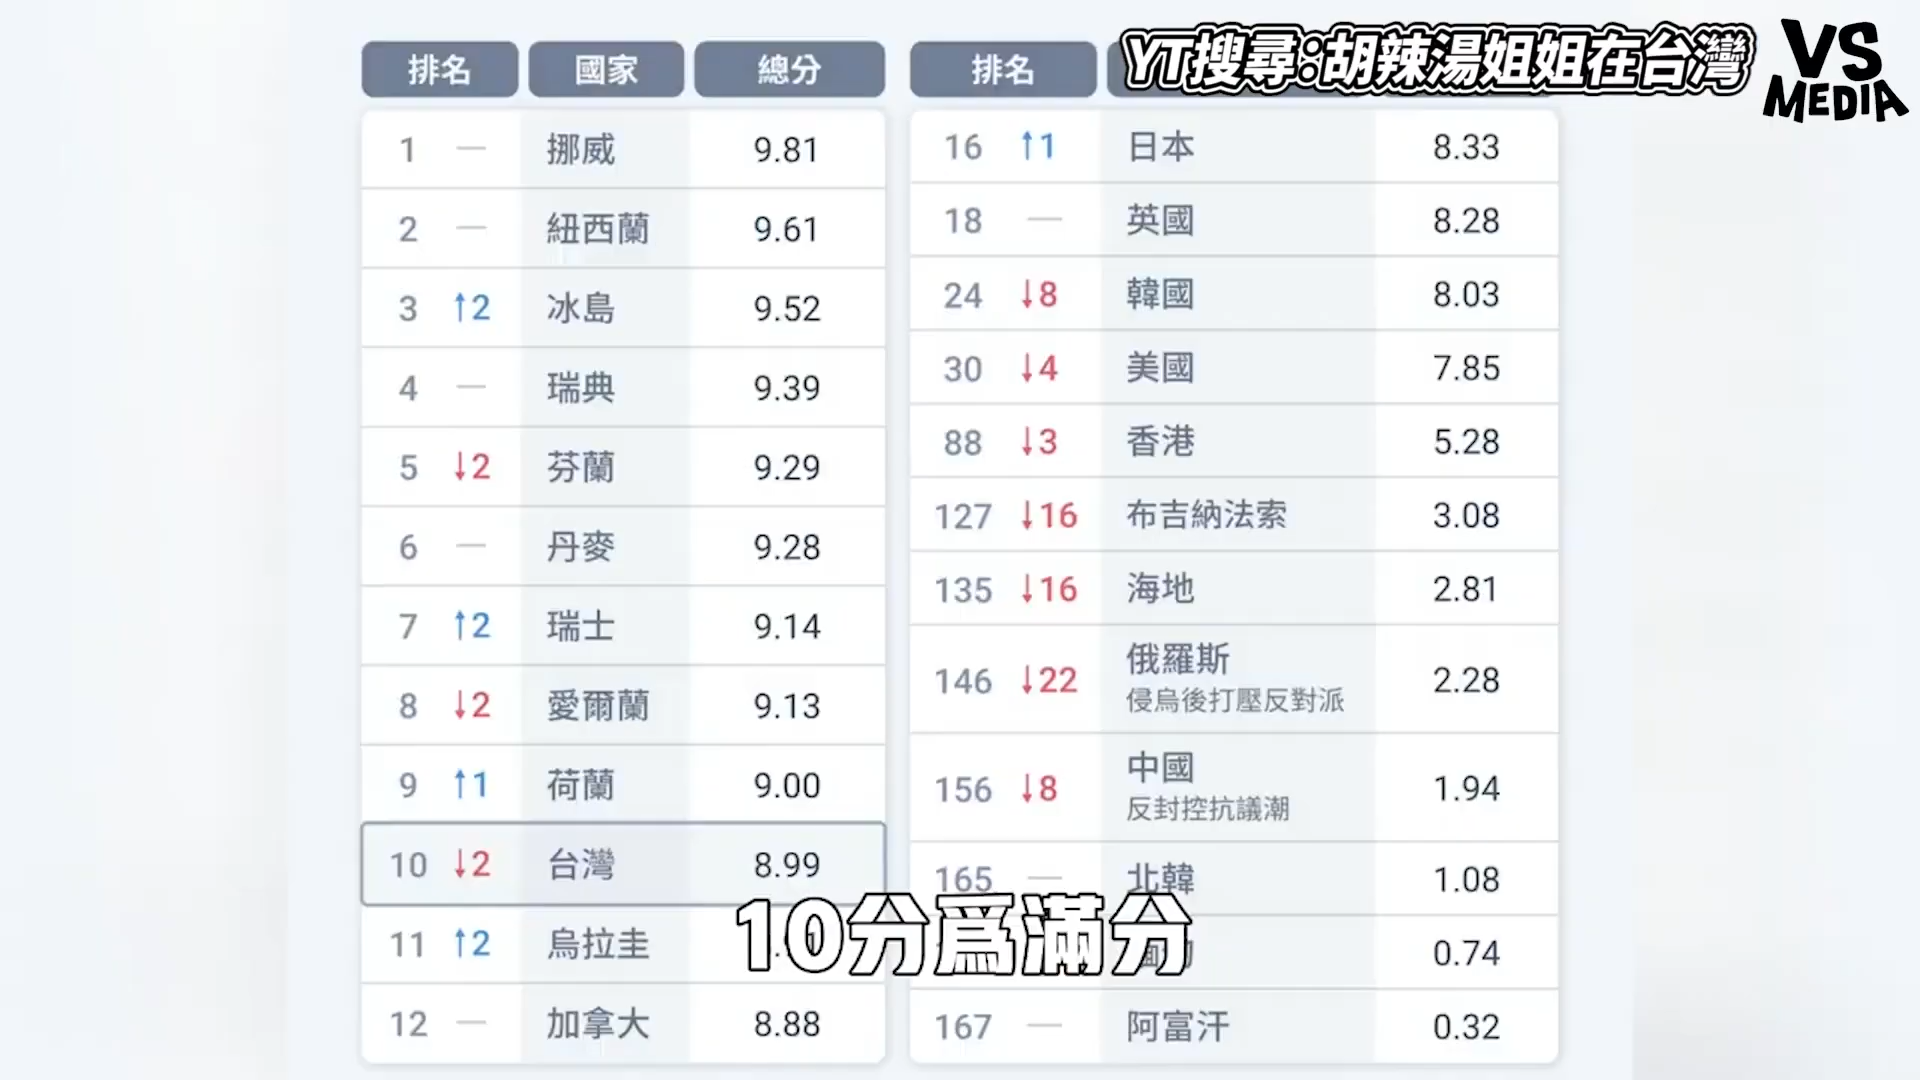 YT搜尋:胡辣湯姐姐在台灣
VS
MEDIA
排名 國家 總分
1 — 挪威 9.81
2 — 紐西蘭 9.61
3 ↑2 冰島 9.52
4 — 瑞典 9.39
5 ↓2 芬蘭 9.29
6 — 丹麥 9.28
7 ↑2 瑞士 9.14
8 ↓2 愛爾蘭 9.13
9 ↑1 荷蘭 9.00
10 ↓2 台灣 8.99
11 ↑2 烏拉圭
12 — 加拿大 8.88
排名
16 ↑1 日本 8.33
18 — 英國 8.28
24 ↓8 韓國 8.03
30 ↓4 美國 7.85
88 ↓3 香港 5.28
127 ↓16 布吉納法索 3.08
135 ↓16 海地 2.81
146 ↓22 俄羅斯 2.28
侵烏後打壓反對派
156 ↓8 中國 1.94
反封控抗議潮
165 — 北韓 1.08
0.74
167 — 阿富汗 0.32
10分爲滿分